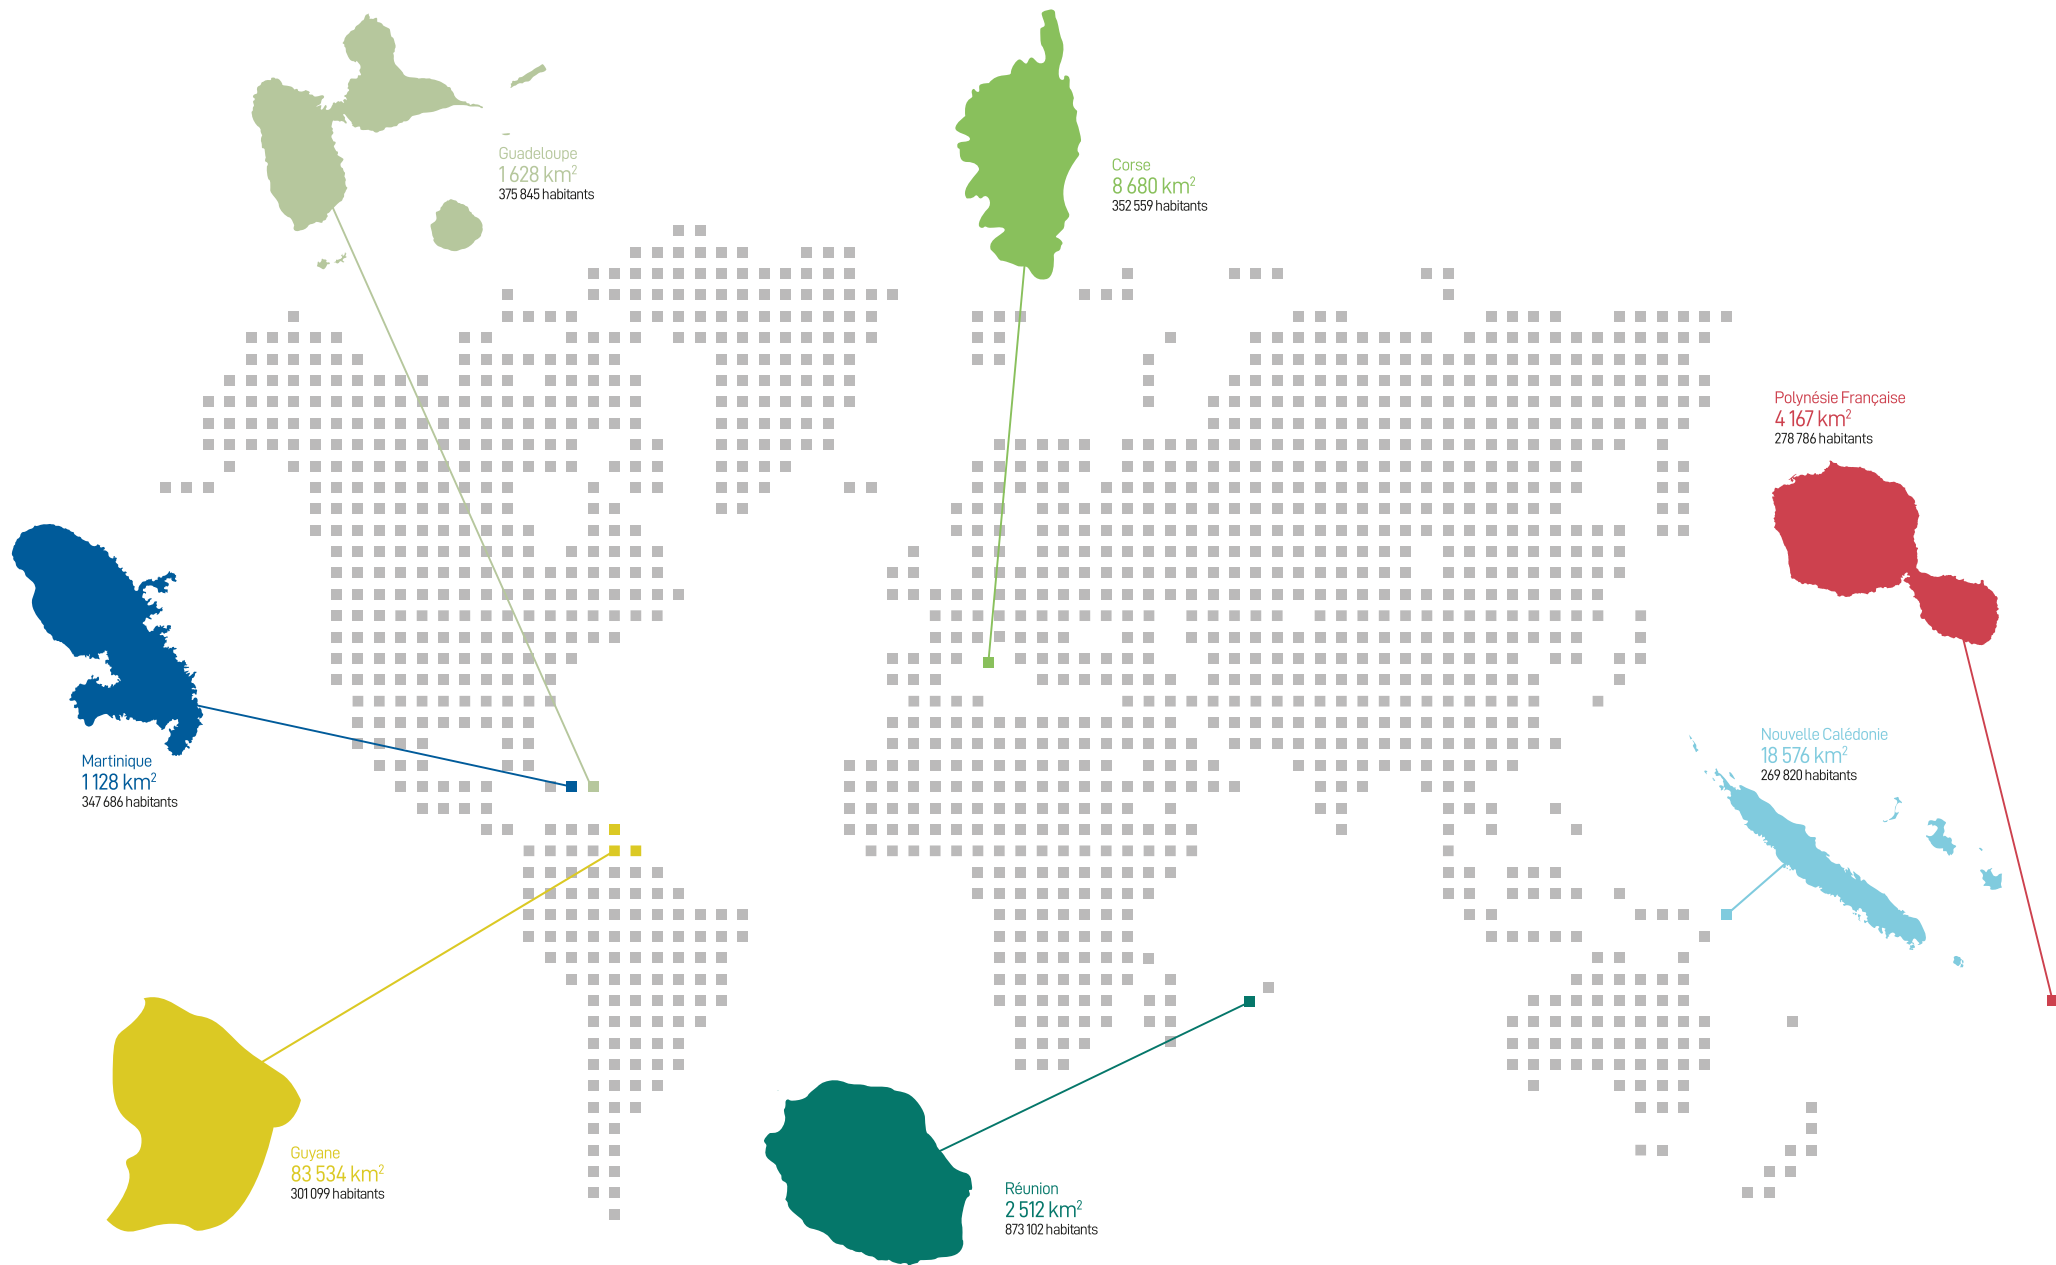 Guadeloupe
1 628 km²
375 845 habitants
Corse
8 680 km²
352 559 habitants
Polynésie Française
4 167 km²
278 786 habitants
Nouvelle Calédonie
18 576 km²
269 820 habitants
Martinique
1 128 km²
347 686 habitants
Guyane
83 534 km²
301 099 habitants
Réunion
2 512 km²
873 102 habitants